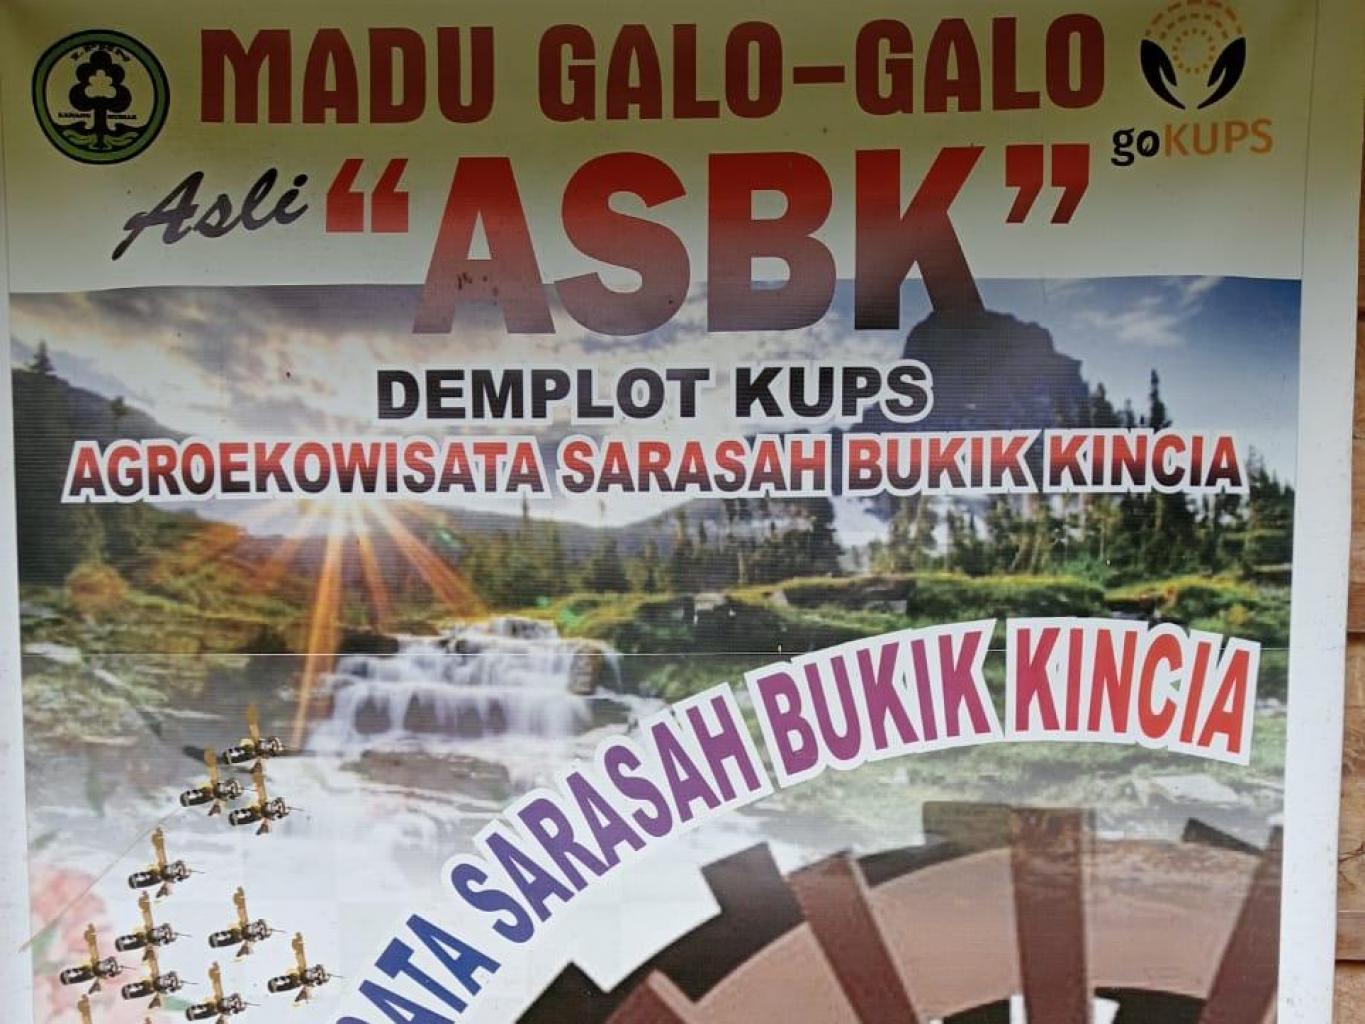 MADU GALO-GALO
goKUPS
Asli "ASBK"
DEMPLOT KUPS
AGROEKOWISATA SARASAH BUKIK KINCIA
SARASAH BUKIK KINCIA